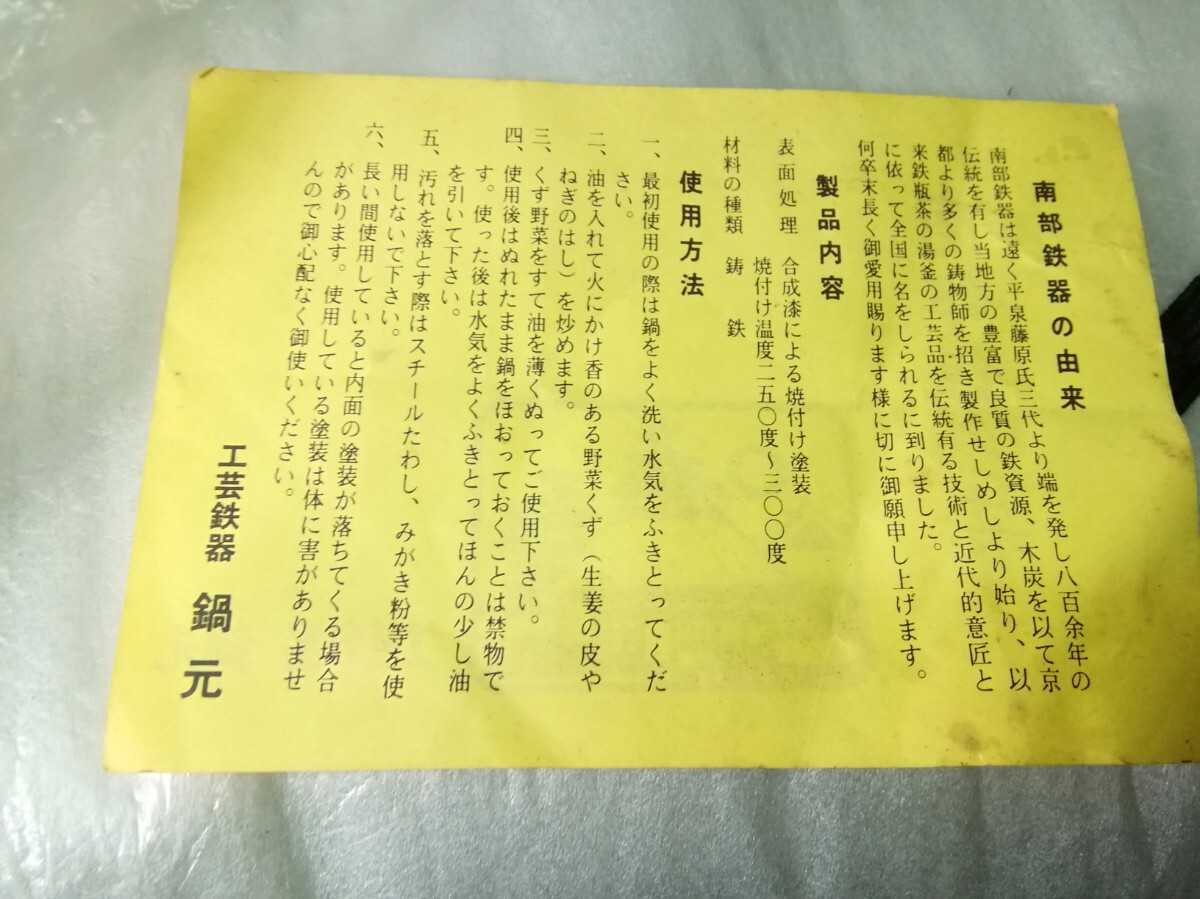 南部鉄器の由来
南部鉄器は遠く平泉藤原氏三代より端を発し八百余年の
伝統を有し当地方の豊富で良質の鉄資源、木炭を以て京
都より多くの鋳物師を招き製作せしめしより始り、以
来鉄瓶茶の湯釜の工芸品を伝統有る技術と近代的意匠と
に依って全国に名をしられるに到りました。
何卒末長く御愛用賜ります様に切に御願申し上げます。
製品内容
表面処理 合成漆による焼付け塗装
焼付け温度二五〇度～三〇〇度
材料の種類 鋳鉄
使用方法
一、最初使用の際は鍋をよく洗い水気をふきとってくだ
さい。
二、油を入れて火にかけ香のある野菜くず（生姜の皮や
ねぎのはし）を炒めます。
三、くず野菜をすて油を薄くぬってご使用下さい。
四、使用後はぬれたまま鍋をほおっておくことは禁物で
す。使った後は水気をよくふきとってほんの少し油
を引いて下さい。
五、汚れを落とす際はスチールたわし、みがき粉等を使
用しないで下さい。
六、長い間使用していると内面の塗装が落ちてくる場合
があります。使用している塗装は体に害がありませ
んので御心配なく御使いください。
工芸鉄器 鍋元